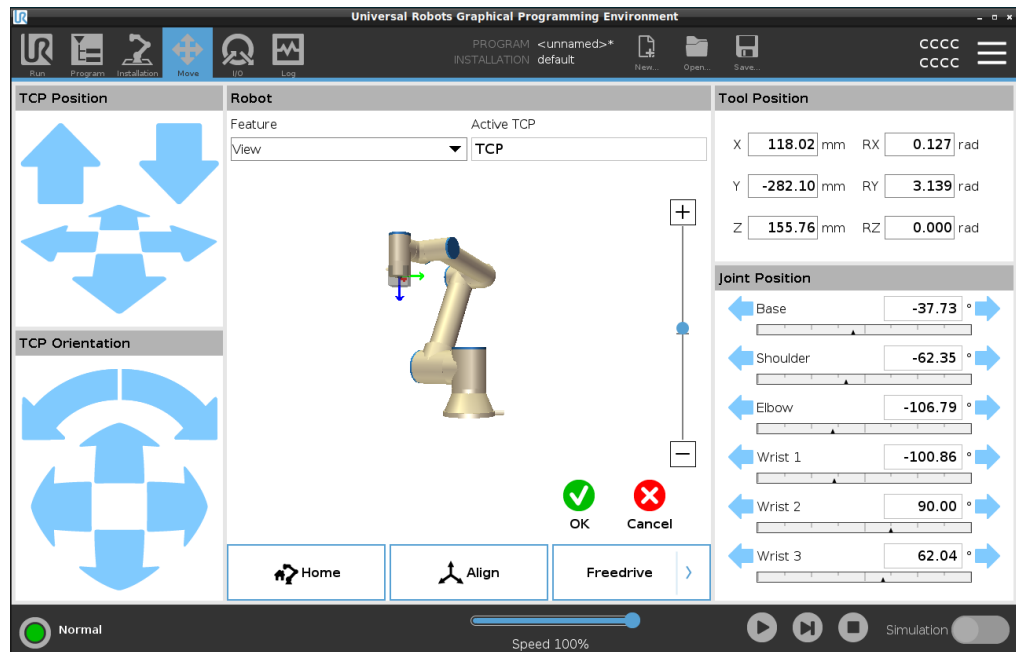 Universal Robots Graphical Programming Environment
UR
Run
Program
Installation
Move
I/O
Log
PROGRAM <unnamed>*
INSTALLATION default
New...
Open...
Save...
CCCC
CCCC
TCP Position
Robot
Tool Position
Feature
Active TCP
View
TCP
X 118.02 mm RX 0.127 rad
Y -282.10 mm RY 3.139 rad
Z 155.76 mm RZ 0.000 rad
Joint Position
Base -37.73 °
Shoulder -62.35 °
Elbow -106.79 °
Wrist 1 -100.86 °
Wrist 2 90.00 °
Wrist 3 62.04 °
TCP Orientation
OK
Cancel
Home
Align
Freedrive
Normal
Speed 100%
Simulation